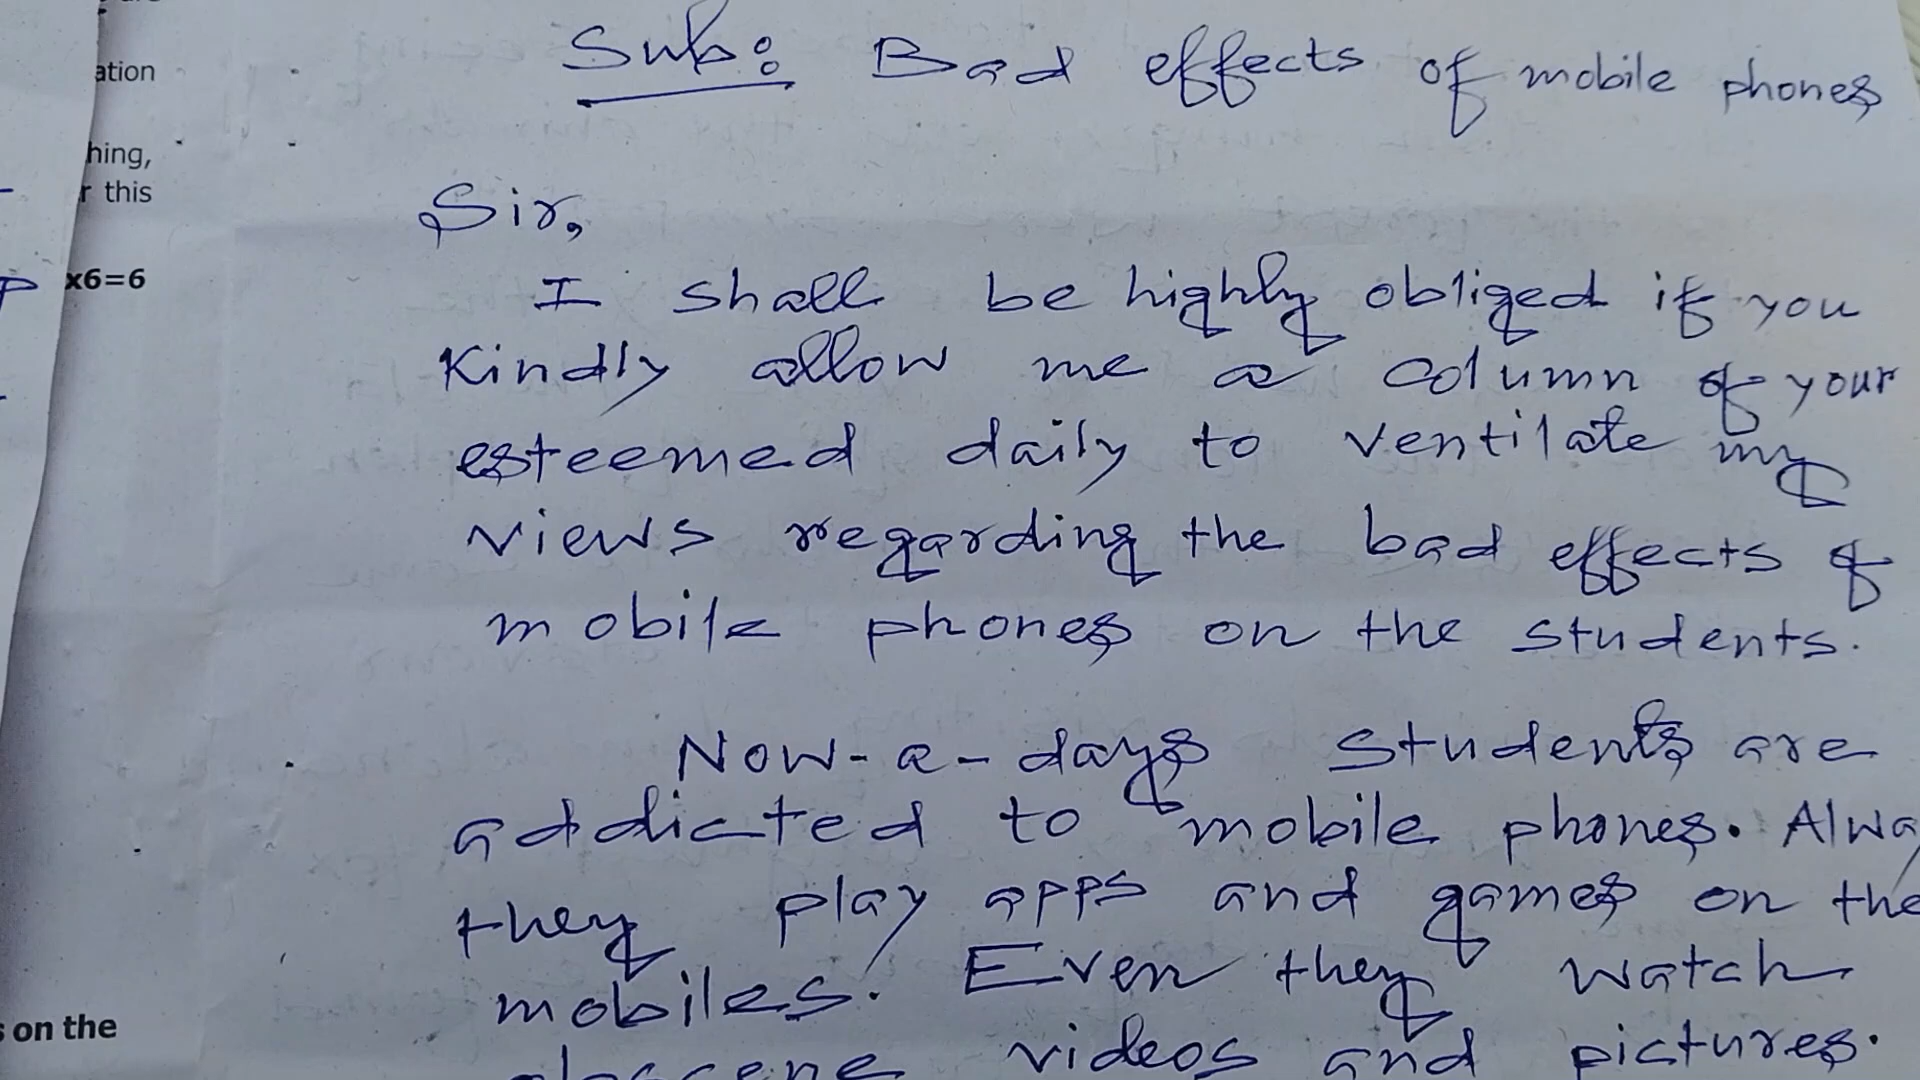 ation
hing,
r this
x6=6
s on the
Sub: Bad effects of mobile phones
Sir,
I shall be highly obliged if you
Kindly allow me a column of your
esteemed daily to ventilate my
views regarding the bad effects of
mobile phones on the students.
Now-a-days students are
addicted to mobile phones. Alwa
they play apps and games on the
mobiles. Even they watch
obscene videos and pictures.